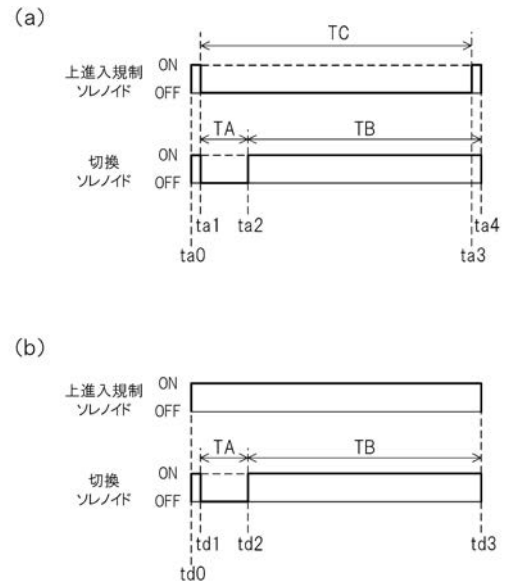 (a)
TC
上進入規制
ソレノイド
ON
OFF
TA
TB
切換
ソレノイド
ON
OFF
ta1
ta2
ta4
ta0
ta3
(b)
上進入規制
ソレノイド
ON
OFF
TA
TB
切換
ソレノイド
ON
OFF
td1
td2
td3
td0